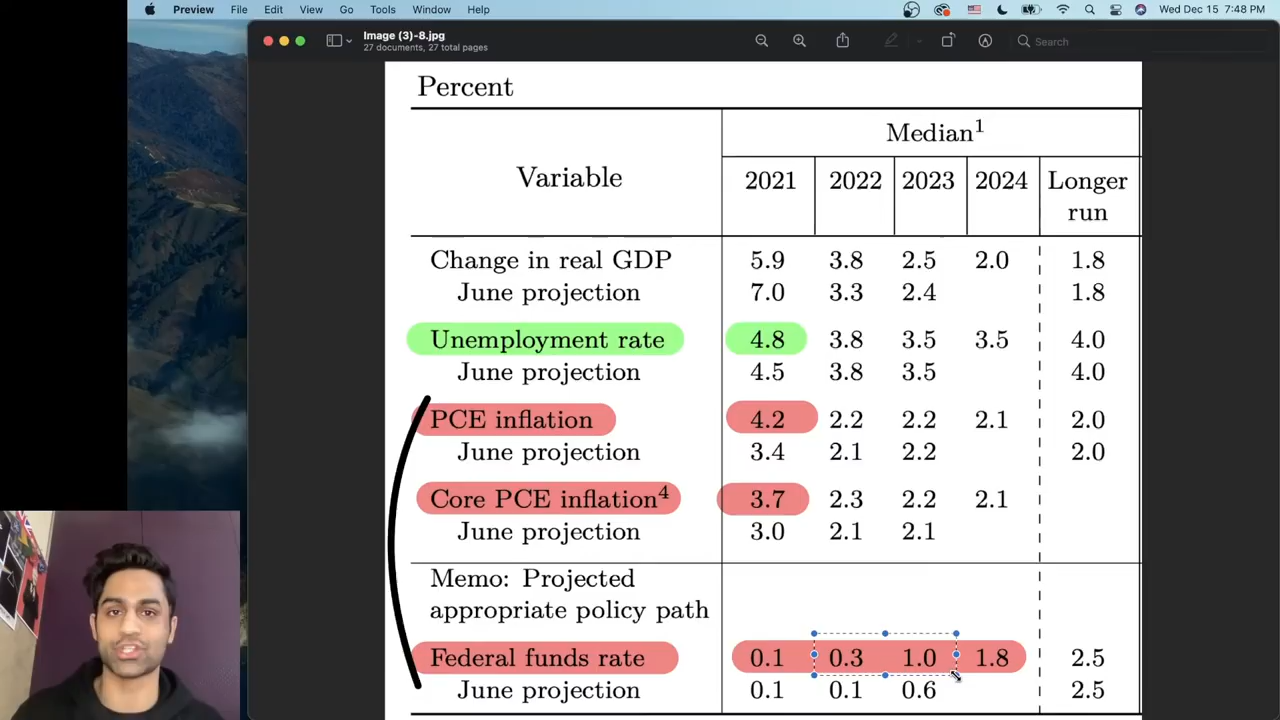 Preview File Edit View Go Tools Window Help Wed Dec 15 7:48 PM
Image (3)-8.jpg
27 documents, 27 total pages
Search
Percent
Median1
Variable 2021 2022 2023 2024 Longer run
Change in real GDP 5.9 3.8 2.5 2.0 1.8
June projection 7.0 3.3 2.4 1.8
Unemployment rate 4.8 3.8 3.5 3.5 4.0
June projection 4.5 3.8 3.5 4.0
PCE inflation 4.2 2.2 2.2 2.1 2.0
June projection 3.4 2.1 2.2 2.0
Core PCE inflation4 3.7 2.3 2.2 2.1
June projection 3.0 2.1 2.1
Memo: Projected
appropriate policy path
Federal funds rate 0.1 0.3 1.0 1.8 2.5
June projection 0.1 0.1 0.6 2.5